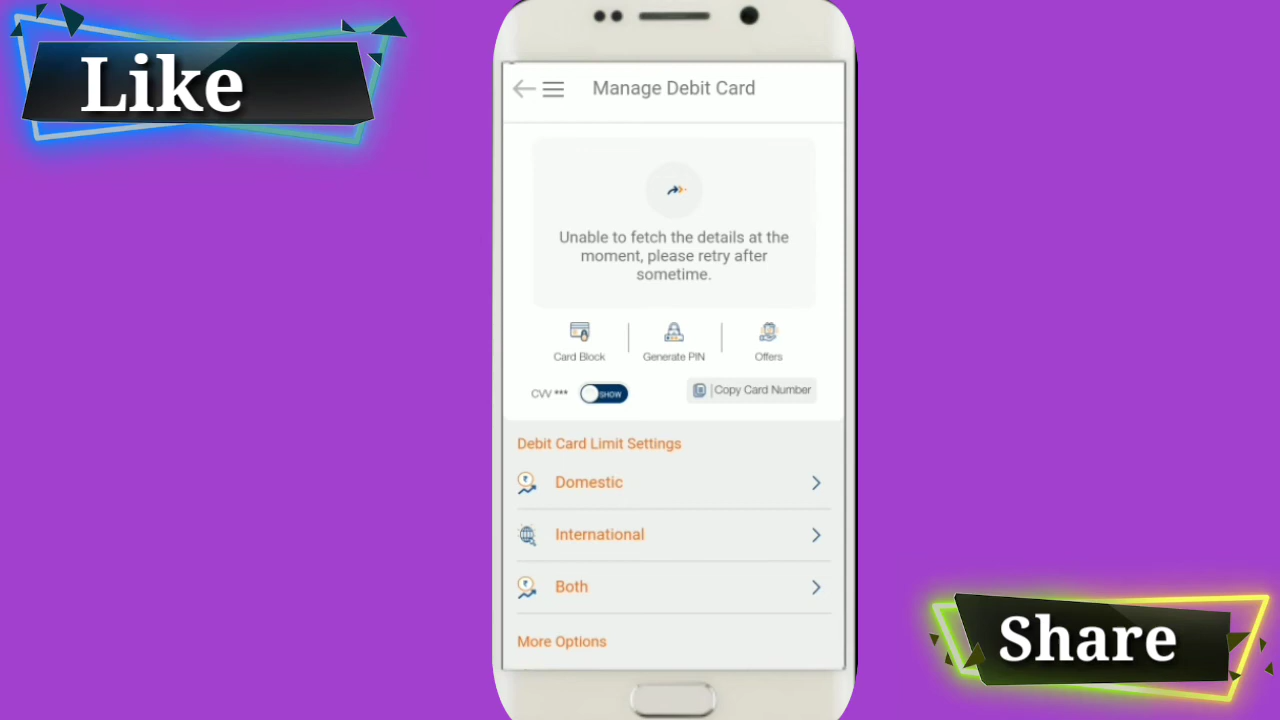 Like
Manage Debit Card
Unable to fetch the details at the
moment, please retry after
sometime.
Card Block
Generate PIN
Offers
CVV ***
SHOW
Copy Card Number
Debit Card Limit Settings
Domestic
International
Both
More Options
Share